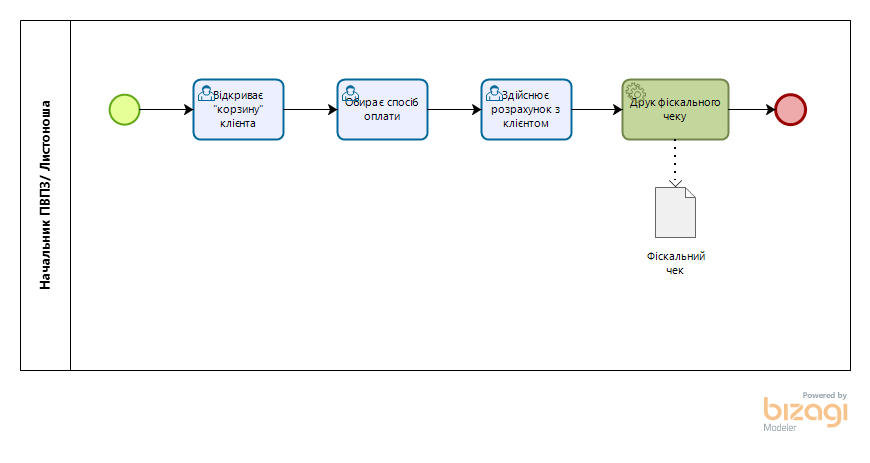 Начальник ПВПЗ/ Листоноша
Відкриває
"корзину"
клієнта
Обирає спосіб
оплати
Здійснює
розрахунок з
клієнтом
Друк фіскального
чеку
Фіскальний
чек
Powered by
bizagi
Modeler